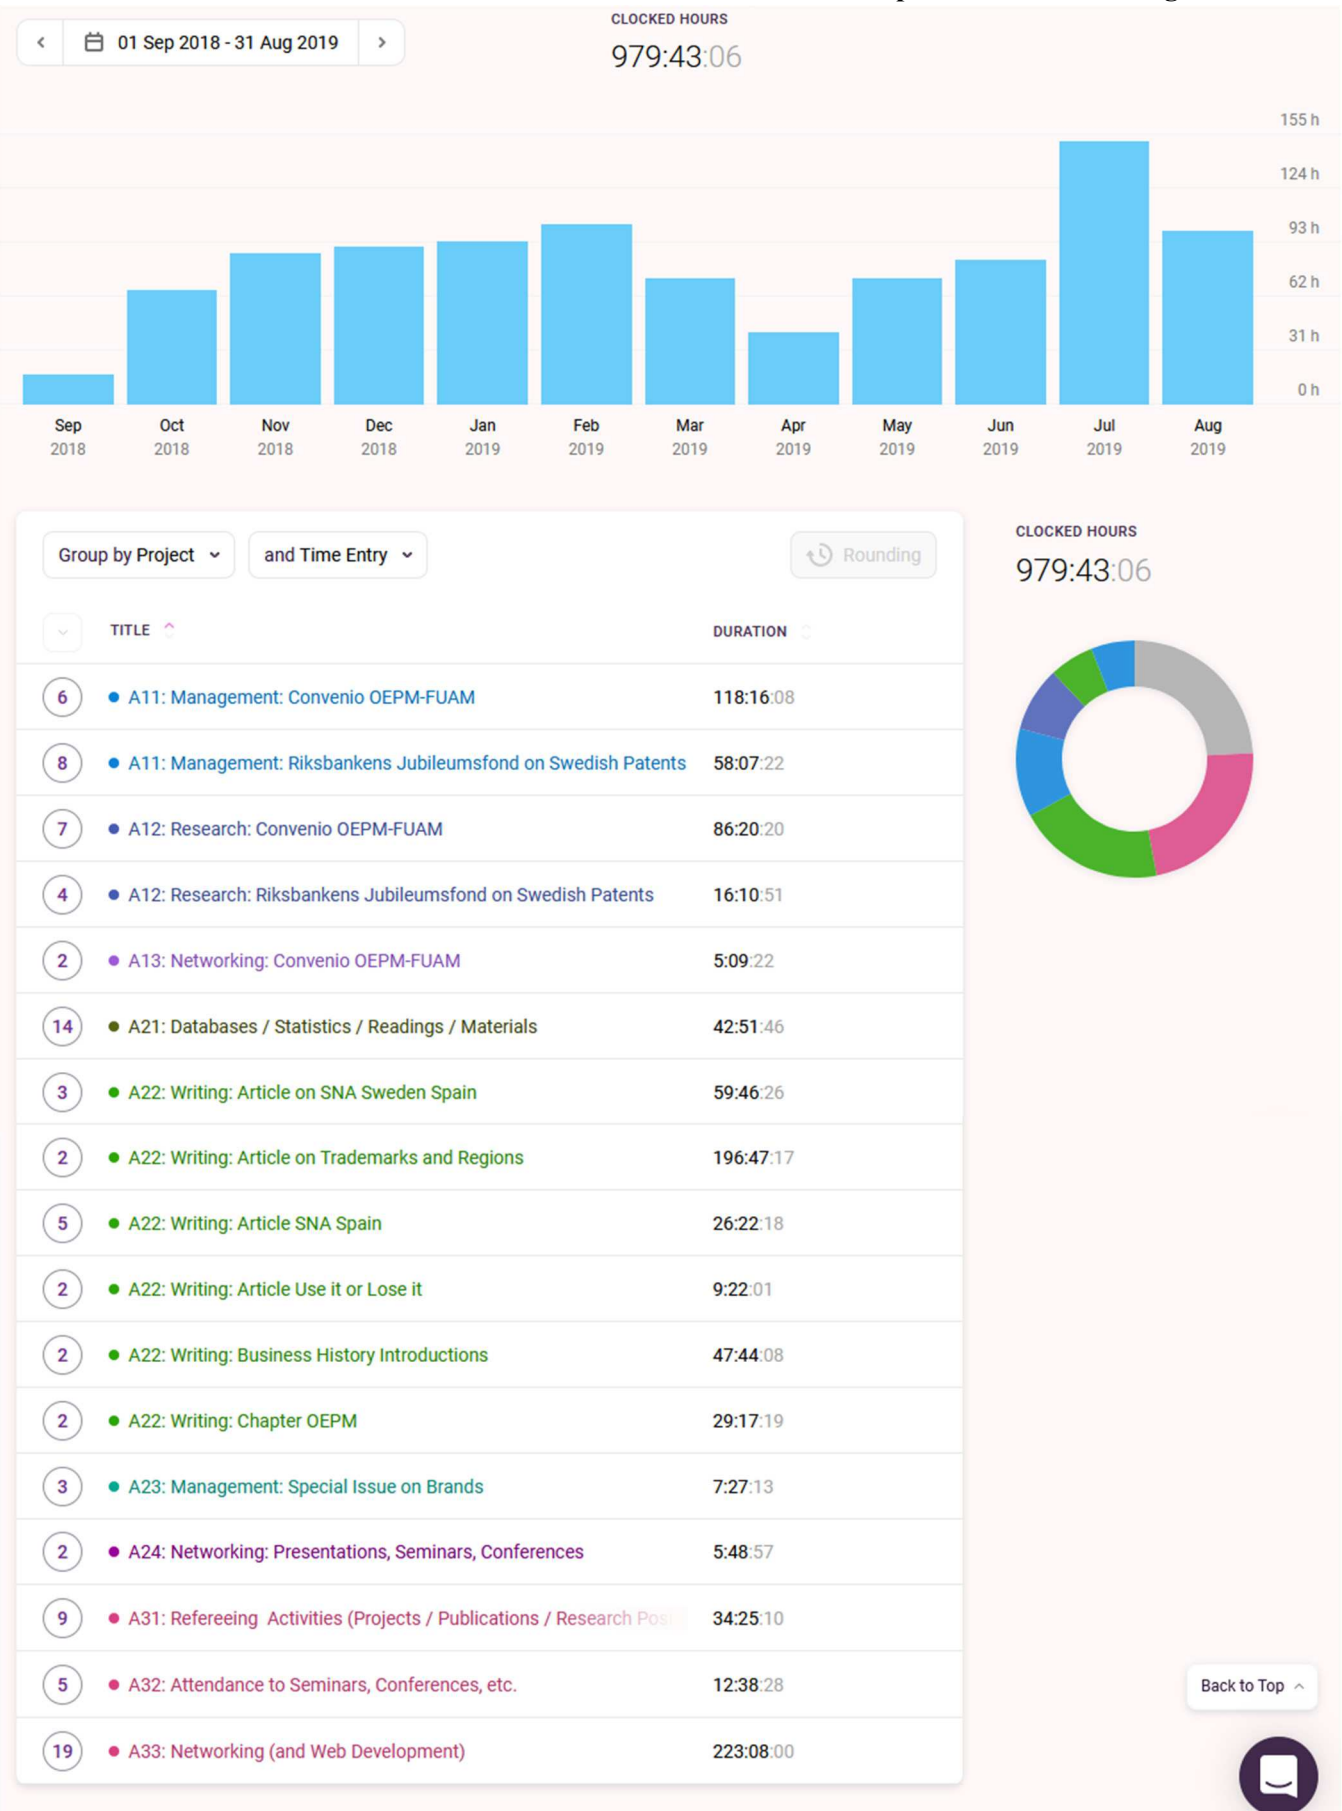 01 Sep 2018 - 31 Aug 2019
CLOCKED HOURS
979:43:06
155 h
124 h
93 h
62 h
31 h
0 h
Sep Oct Nov Dec Jan Feb Mar Apr May Jun Jul Aug
2018 2018 2018 2018 2019 2019 2019 2019 2019 2019 2019 2019
Group by Project and Time Entry Rounding
TITLE DURATION
6 A11: Management: Convenio OEPM-FUAM 118:16:08
8 A11: Management: Riksbankens Jubileumsfond on Swedish Patents 58:07:22
7 A12: Research: Convenio OEPM-FUAM 86:20:20
4 A12: Research: Riksbankens Jubileumsfond on Swedish Patents 16:10:51
2 A13: Networking: Convenio OEPM-FUAM 5:09:22
14 A21: Databases / Statistics / Readings / Materials 42:51:46
3 A22: Writing: Article on SNA Sweden Spain 59:46:26
2 A22: Writing: Article on Trademarks and Regions 196:47:17
5 A22: Writing: Article SNA Spain 26:22:18
2 A22: Writing: Article Use it or Lose it 9:22:01
2 A22: Writing: Business History Introductions 47:44:08
2 A22: Writing: Chapter OEPM 29:17:19
3 A23: Management: Special Issue on Brands 7:27:13
2 A24: Networking: Presentations, Seminars, Conferences 5:48:57
9 A31: Refereeing Activities (Projects / Publications / Research 34:25:10
5 A32: Attendance to Seminars, Conferences, etc. 12:38:28
19 A33: Networking (and Web Development) 223:08:00
CLOCKED HOURS
979:43:06
Back to Top